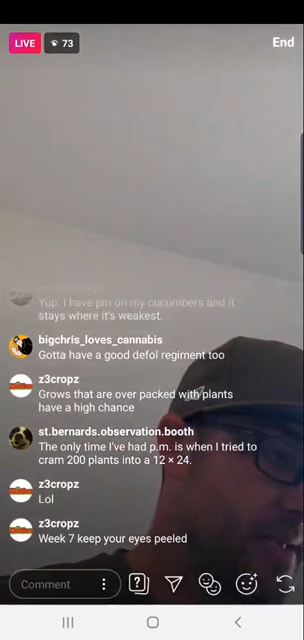 LIVE
73
End
Yup. I have pm on my cucumbers and it
stays where it's weakest.
bigchris_loves_cannabis
Gotta have a good defol regiment too
z3cropz
Grows that are over packed with plants
have a high chance
st.bernards.observation.booth
The only time I've had p.m. is when I tried to
cram 200 plants into a 12 × 24.
z3cropz
Lol
z3cropz
Week 7 keep your eyes peeled
Comment